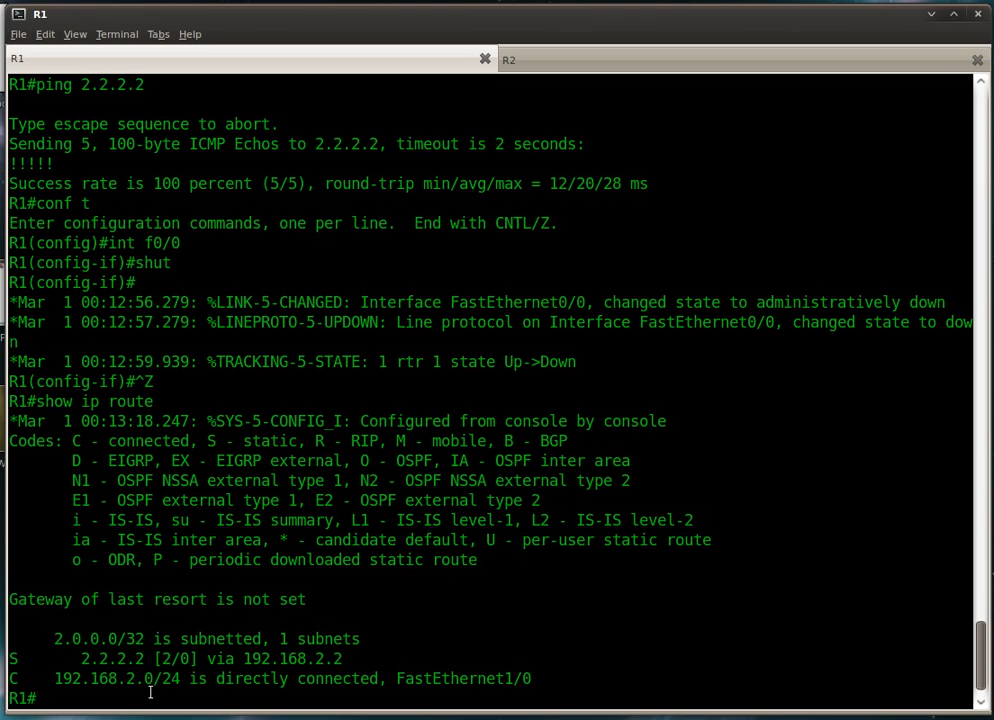 R1
File Edit View Terminal Tabs Help
R1 R2
R1#ping 2.2.2.2
Type escape sequence to abort.
Sending 5, 100-byte ICMP Echos to 2.2.2.2, timeout is 2 seconds:
!!!!!
Success rate is 100 percent (5/5), round-trip min/avg/max = 12/20/28 ms
R1#conf t
Enter configuration commands, one per line.  End with CNTL/Z.
R1(config)#int f0/0
R1(config-if)#shut
R1(config-if)#
*Mar  1 00:12:56.279: %LINK-5-CHANGED: Interface FastEthernet0/0, changed state to administratively down
*Mar  1 00:12:57.279: %LINEPROTO-5-UPDOWN: Line protocol on Interface FastEthernet0/0, changed state to dow
n
*Mar  1 00:12:59.939: %TRACKING-5-STATE: 1 rtr 1 state Up->Down
R1(config-if)#^Z
R1#show ip route
*Mar  1 00:13:18.247: %SYS-5-CONFIG_I: Configured from console by console
Codes: C - connected, S - static, R - RIP, M - mobile, B - BGP
D - EIGRP, EX - EIGRP external, O - OSPF, IA - OSPF inter area
N1 - OSPF NSSA external type 1, N2 - OSPF NSSA external type 2
E1 - OSPF external type 1, E2 - OSPF external type 2
i - IS-IS, su - IS-IS summary, L1 - IS-IS level-1, L2 - IS-IS level-2
ia - IS-IS inter area, * - candidate default, U - per-user static route
o - ODR, P - periodic downloaded static route
Gateway of last resort is not set
2.0.0.0/32 is subnetted, 1 subnets
S       2.2.2.2 [2/0] via 192.168.2.2
C    192.168.2.0/24 is directly connected, FastEthernet1/0
R1#